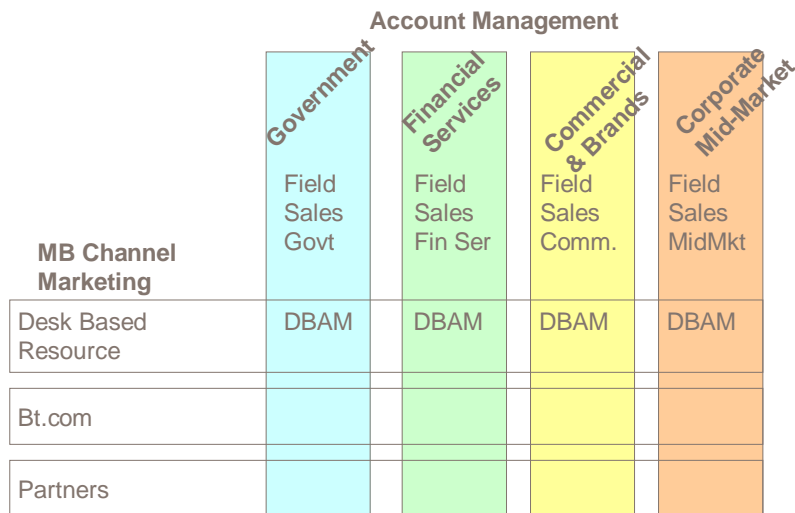 Account Management
Government
Financial
Services
Commercial
& Brands
Corporate
Mid-Market
Field
Sales
Govt
Field
Sales
Fin Ser
Field
Sales
Comm.
Field
Sales
MidMkt
MB Channel
Marketing
Desk Based
Resource
DBAM
DBAM
DBAM
DBAM
Bt.com
Partners